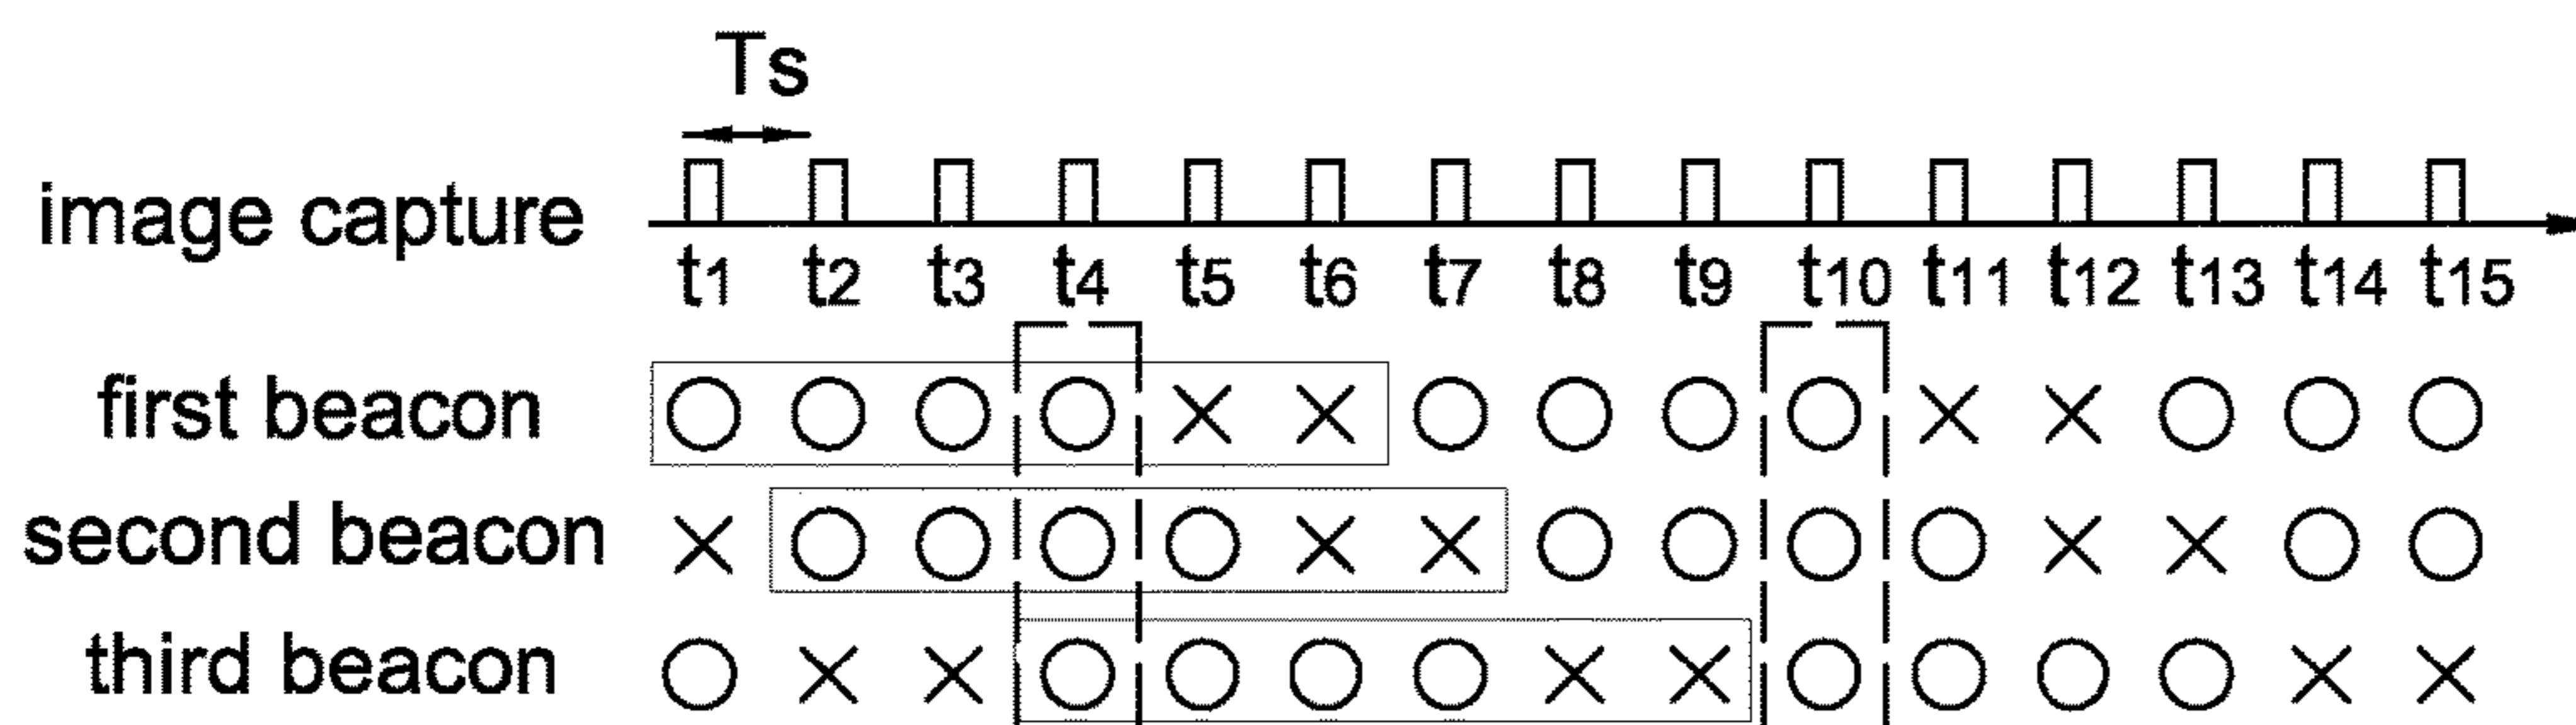 Ts
image capture
t1 t2 t3 t4 t5 t6 t7 t8 t9 t10 t11 t12 t13 t14 t15
first beacon
second beacon
third beacon